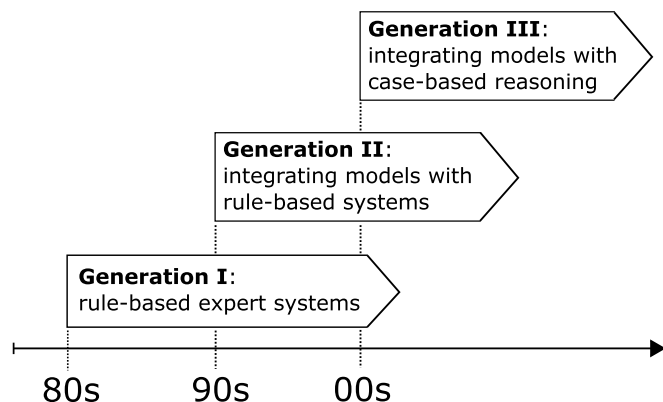 Generation III:
integrating models with
case-based reasoning
Generation II:
integrating models with
rule-based systems
Generation I:
rule-based expert systems
80s 90s 00s